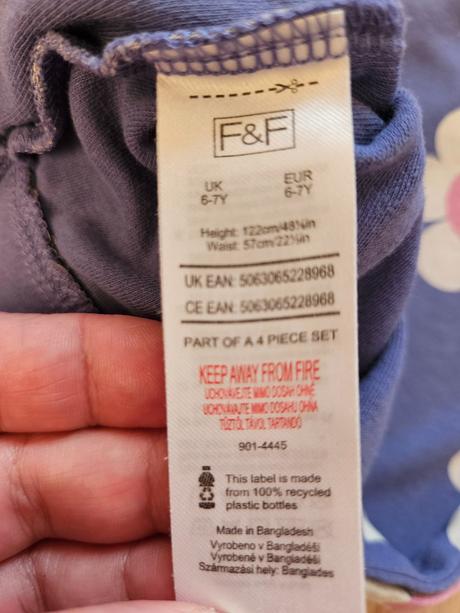 F&F
UK EUR
6-7Y 6-7Y
Height: 122cm/48¼in
Waist: 57cm/22½in
UK EAN: 5063065228968
CE EAN: 5063065228968
PART OF A 4 PIECE SET
KEEP AWAY FROM FIRE
UCHOVÁVEJTE MIMO DOSAH OHNĚ
UCHOVÁVAJTE MIMO DOSAHU OHŇA
TŰZTŐL TÁVOL TARTANDÓ
901-4445
This label is made
from 100% recycled
plastic bottles
Made in Bangladesh
Vyrobeno v Bangladéši
Vyrobené v Bangladéši
Származási hely: Banglades